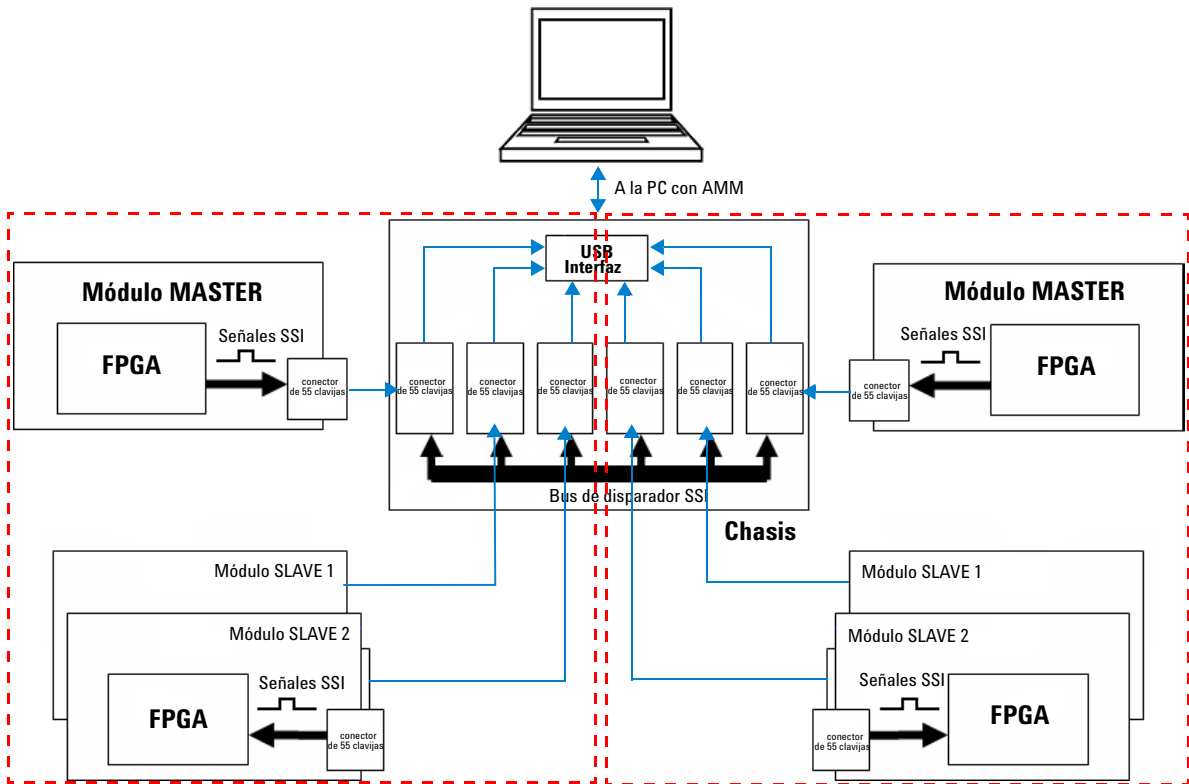 A la PC con AMM
USB
Interfaz
Módulo MASTER
FPGA
Señales SSI
conector
de 55 clavijas
conector
de 55 clavijas
conector
de 55 clavijas
conector
de 55 clavijas
conector
de 55 clavijas
conector
de 55 clavijas
conector
de 55 clavijas
conector
de 55 clavijas
Módulo MASTER
Señales SSI
FPGA
Bus de disparador SSI
Chasis
Módulo SLAVE 1
Módulo SLAVE 2
Señales SSI
FPGA
conector
de 55 clavijas
Módulo SLAVE 1
Módulo SLAVE 2
Señales SSI
FPGA
conector
de 55 clavijas